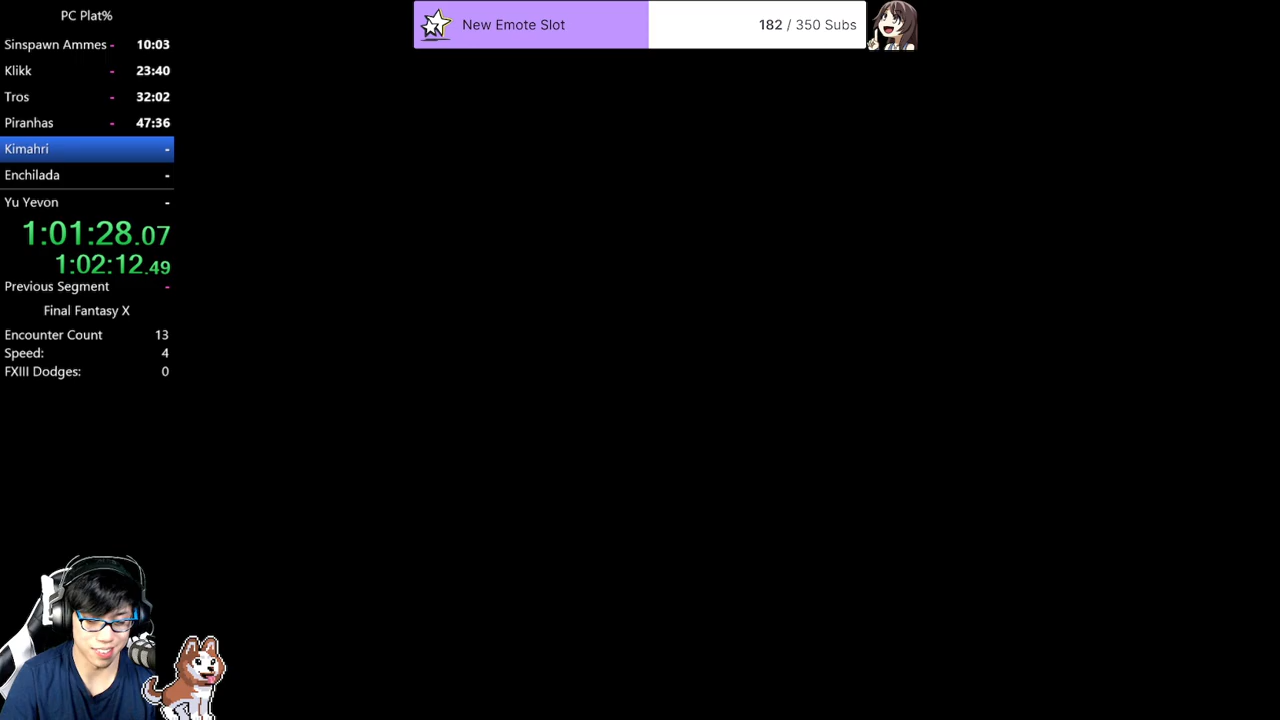 PC Plat%
Sinspawn Ammes - 10:03
Klikk - 23:40
Tros - 32:02
Piranhas - 47:36
Kimahri -
Enchilada -
Yu Yevon -
1:01:28.07
1:02:12.49
Previous Segment -
Final Fantasy X
Encounter Count 13
Speed: 4
FXIII Dodges: 0
New Emote Slot 182 / 350 Subs